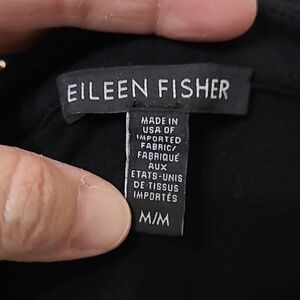 EILEEN FISHER
MADE IN
USA OF
IMPORTED
FABRIC/
FABRIQUÉ
AUX
ETATS-UNIS
DE TISSUS
IMPORTÉS
M/M